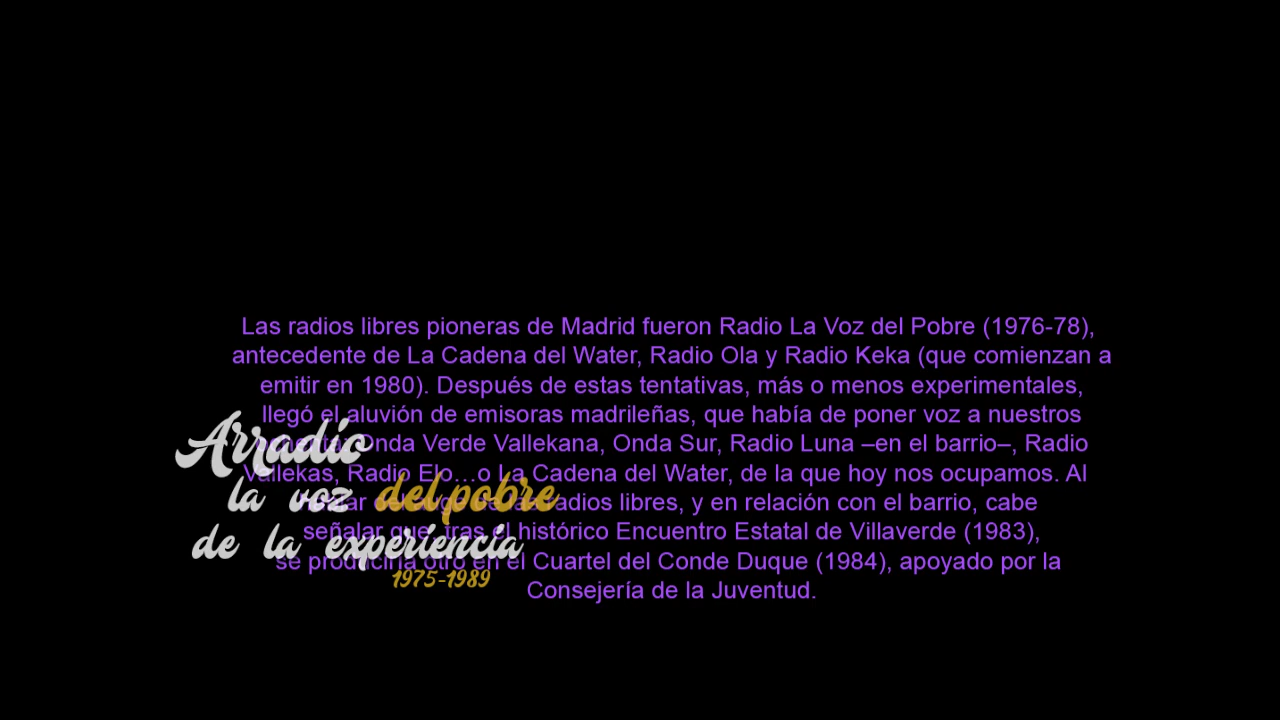 Las radios libres pioneras de Madrid fueron Radio La Voz del Pobre (1976-78),
antecedente de La Cadena del Water, Radio Ola y Radio Keka (que comienzan a
emitir en 1980). Después de estas tentativas, más o menos experimentales,
llegó el aluvión de emisoras madrileñas, que había de poner voz a nuestros
Onda Verde Vallekana, Onda Sur, Radio Luna –en el barrio–, Radio
Vallekas, Radio Elo…o La Cadena del Water, de la que hoy nos ocupamos. Al
radios libres, y en relación con el barrio, cabe
señalar que, tras el histórico Encuentro Estatal de Villaverde (1983),
se produciría otro en el Cuartel del Conde Duque (1984), apoyado por la
Consejería de la Juventud.
Arradio
la voz del pobre
de la experiencia
1975-1989